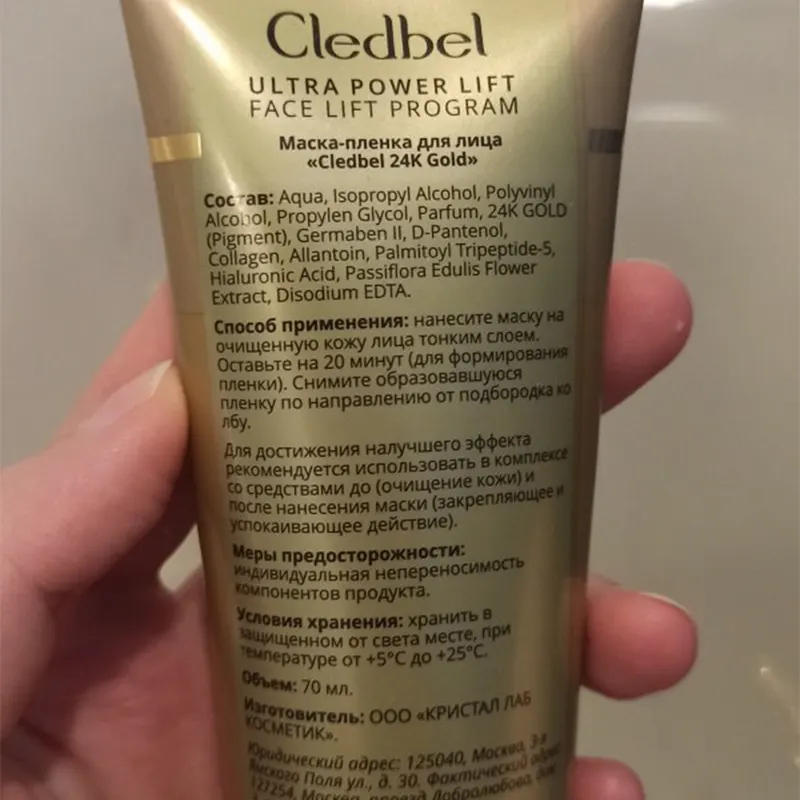 Cledbel
ULTRA POWER LIFT
FACE LIFT PROGRAM
Маска-пленка для лица
«Cledbel 24K Gold»
Состав: Aqua, Isopropyl Alcohol, Polyvinyl
Alcohol, Propylen Glycol, Parfum, 24K GOLD
(Pigment), Germaben II, D-Pantenol,
Collagen, Allantoin, Palmitoyl Tripeptide-5,
Hialuronic Acid, Passiflora Edulis Flower
Extract, Disodium EDTA.
Способ применения: нанесите маску на
очищенную кожу лица тонким слоем.
Оставьте на 20 минут (для формирования
пленки). Снимите образовавшуюся
пленку по направлению от подбородка ко
лбу.
Для достижения налучшего эффекта
рекомендуется использовать в комплексе
со средствами до (очищение кожи) и
после нанесения маски (закрепляющее и
успокаивающее действие).
Меры предосторожности:
индивидуальная непереносимость
компонентов продукта.
Условия хранения: хранить в
защищенном от света месте, при
температуре от +5°C до +25°C.
Объем: 70 мл.
Изготовитель: ООО «КРИСТАЛ ЛАБ
КОСМЕТИК».
Юридический адрес: 125040, Москва, 3-я
Ямского Поля ул., д. 30. Фактический адрес
127254, Москва, проезд Добролюбова, дом